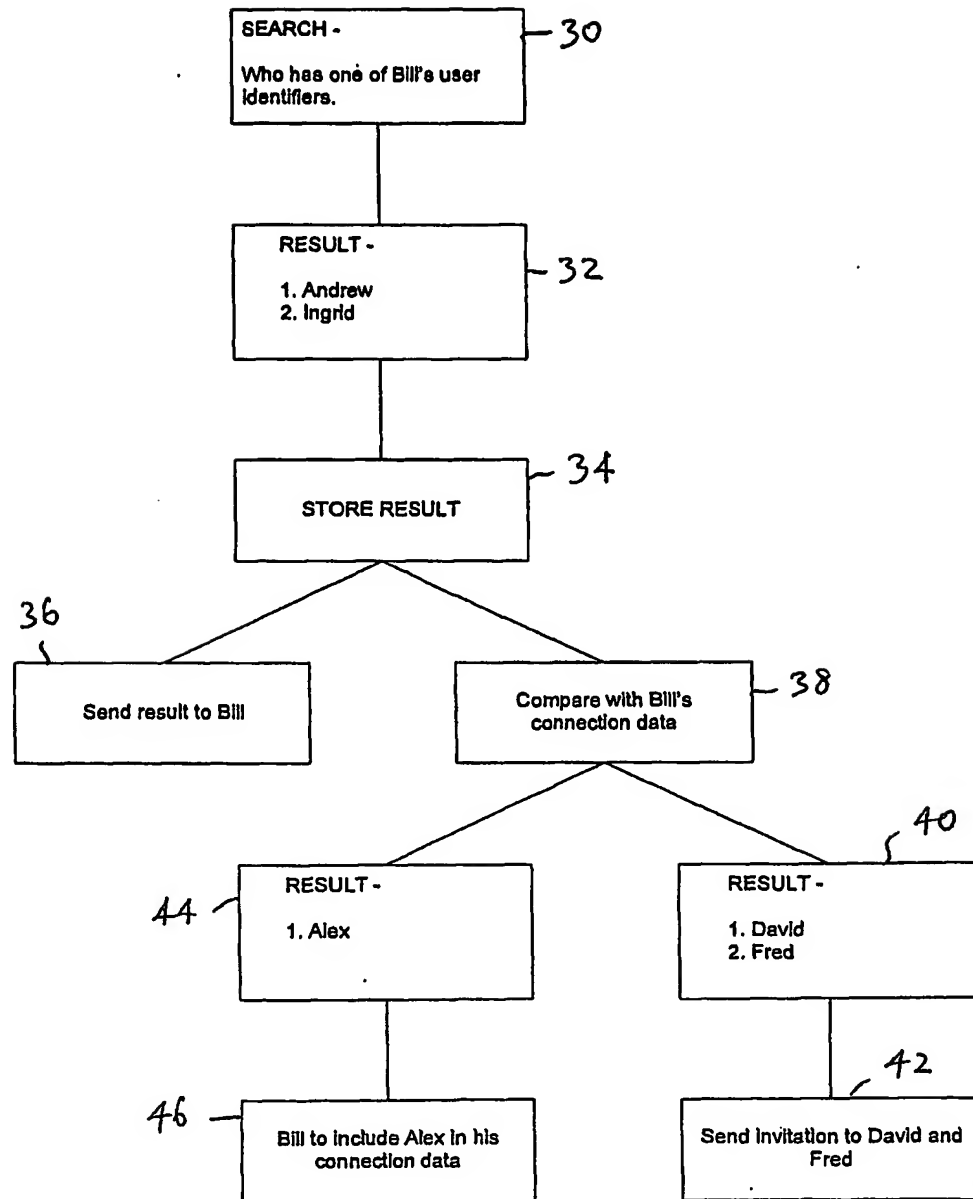 SEARCH -
30
Who has one of Bill's user
identifiers.
RESULT -
32
1. Andrew
2. Ingrid
34
STORE RESULT
36
Send result to Bill
Compare with Bill's
connection data
38
40
RESULT -
44
1. Alex
RESULT -
1. David
2. Fred
42
46
Bill to include Alex in his
connection data
Send invitation to David and
Fred